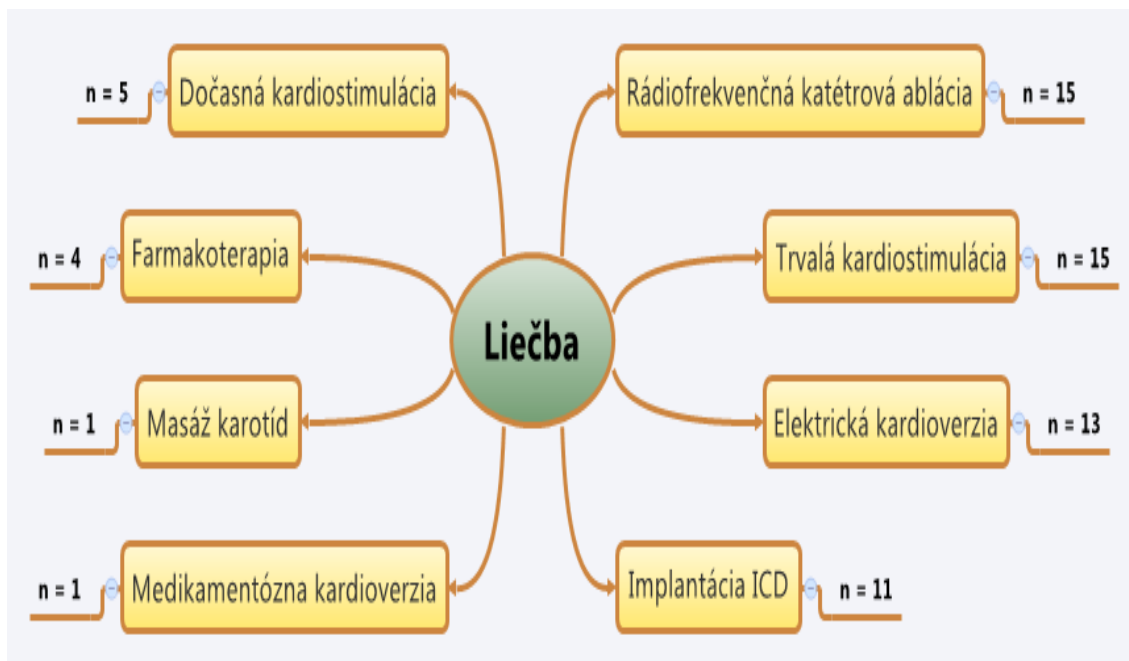 n = 5
Dočasná kardiostimulácia
Rádiofrekvenčná katétrová ablácia
n = 15
n = 4
Farmakoterapia
Trvalá kardiostimulácia
n = 15
Liečba
n = 1
Masáž karotíd
Elektrická kardioverzia
n = 13
n = 1
Medikamentózna kardioverzia
Implantácia ICD
n = 11